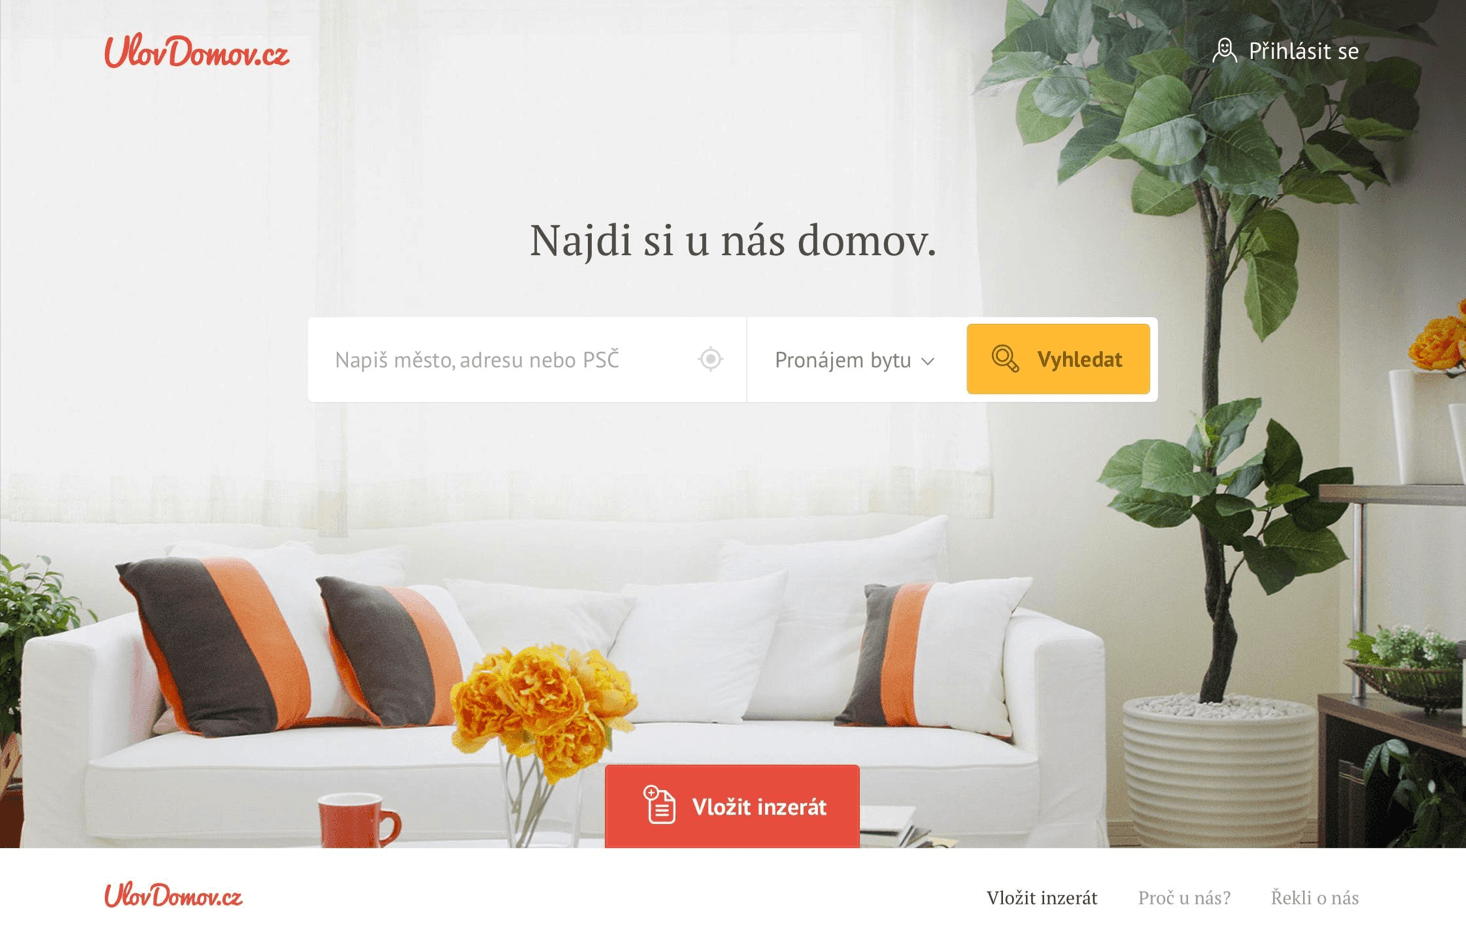 UlovDomov.cz
Přihlásit se
Najdi si u nás domov.
Napiš město, adresu nebo PSČ
Pronájem bytu
Vyhledat
Vložit inzerát
UlovDomov.cz
Vložit inzerát
Proč u nás?
Řekli o nás